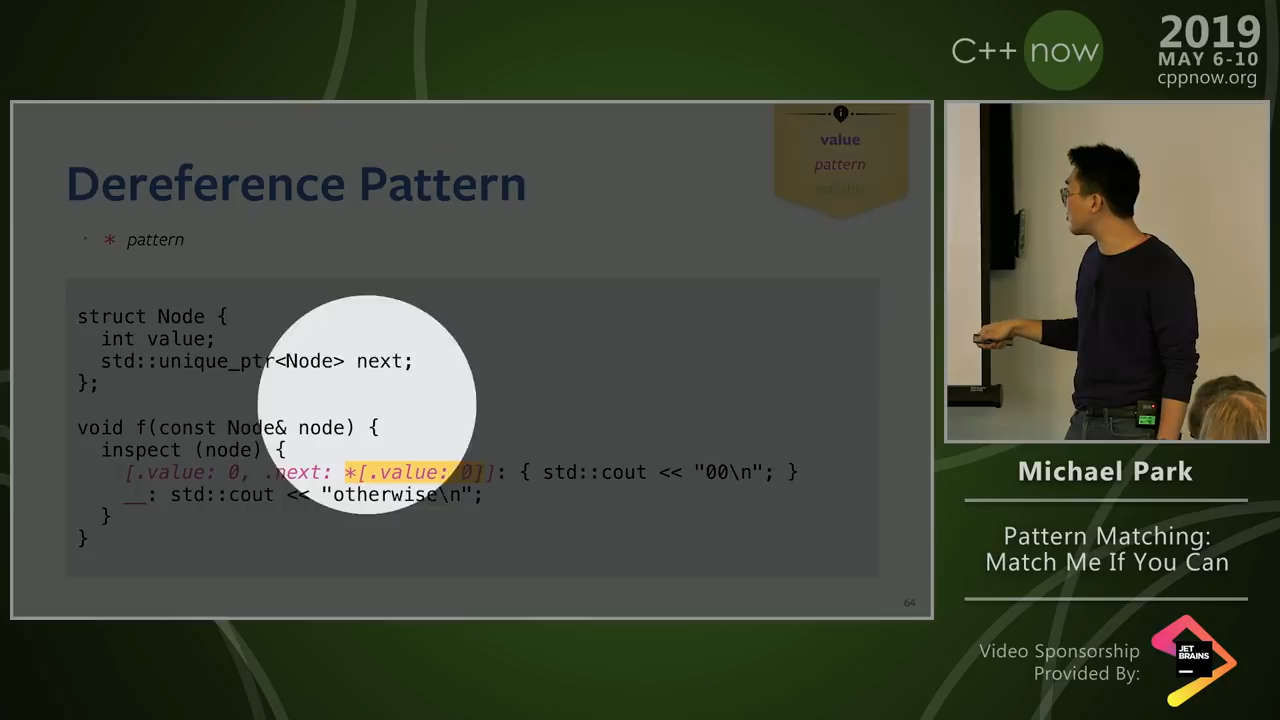 C++ now
2019
MAY 6-10
cppnow.org
i
value
pattern
variable
Dereference Pattern
• * pattern
struct Node {
int value;
std::unique_ptr<Node> next;
};
void f(const Node& node) {
inspect (node) {
[.value: 0, .next: *[.value: 0]]: { std::cout << "00\n"; }
__: std::cout << "otherwise\n";
}
}
64
Michael Park
Pattern Matching:
Match Me If You Can
Video Sponsorship
Provided By:
JET
BRAINS